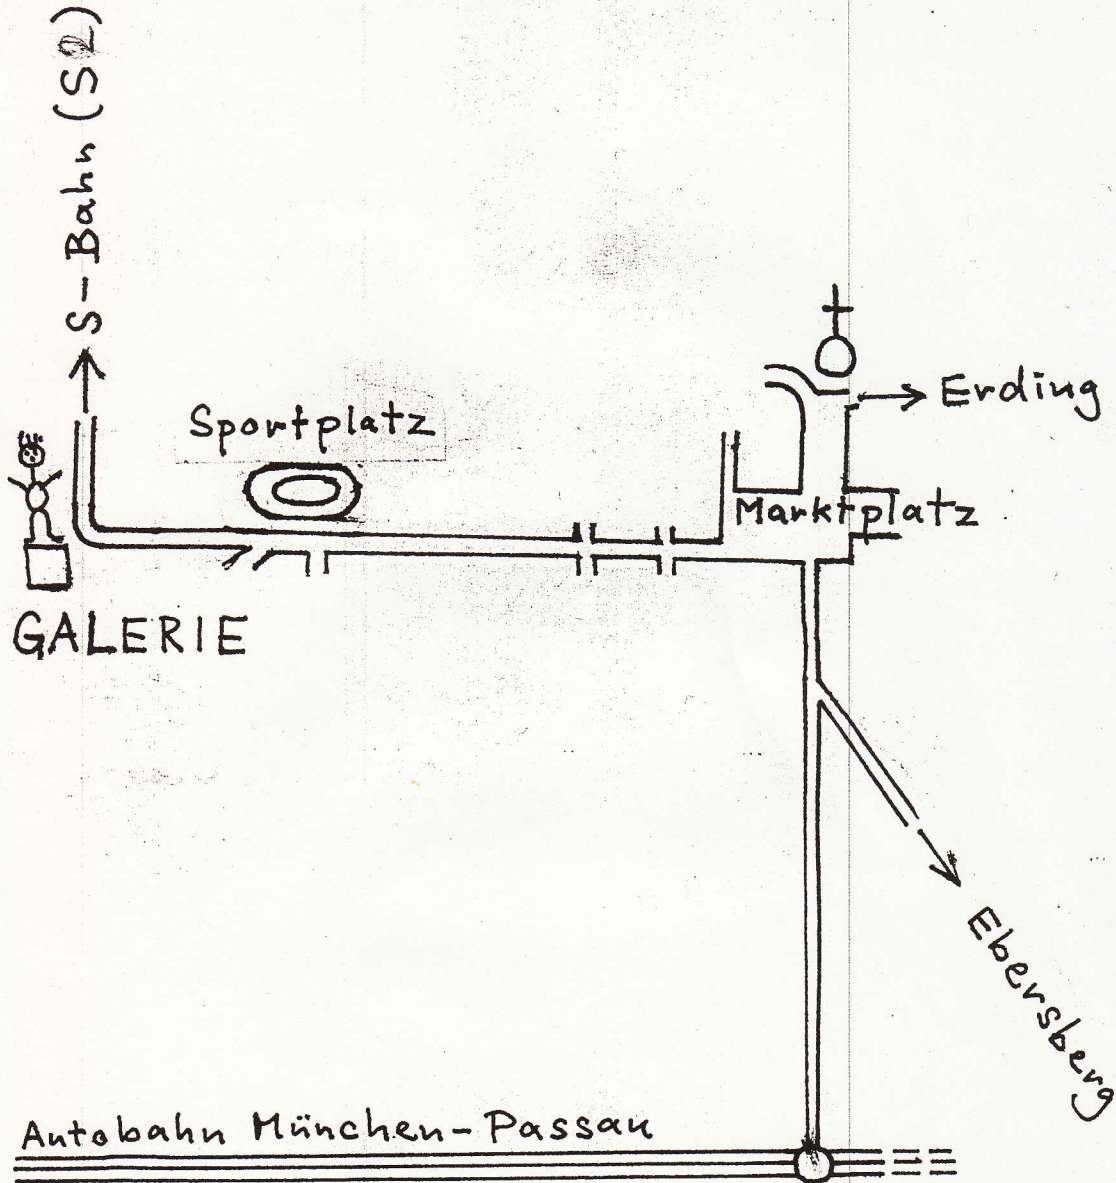 S-Bahn (S2)
Erding
Sportplatz
Marktplatz
GALERIE
Ebersberg
Autobahn München-Passau